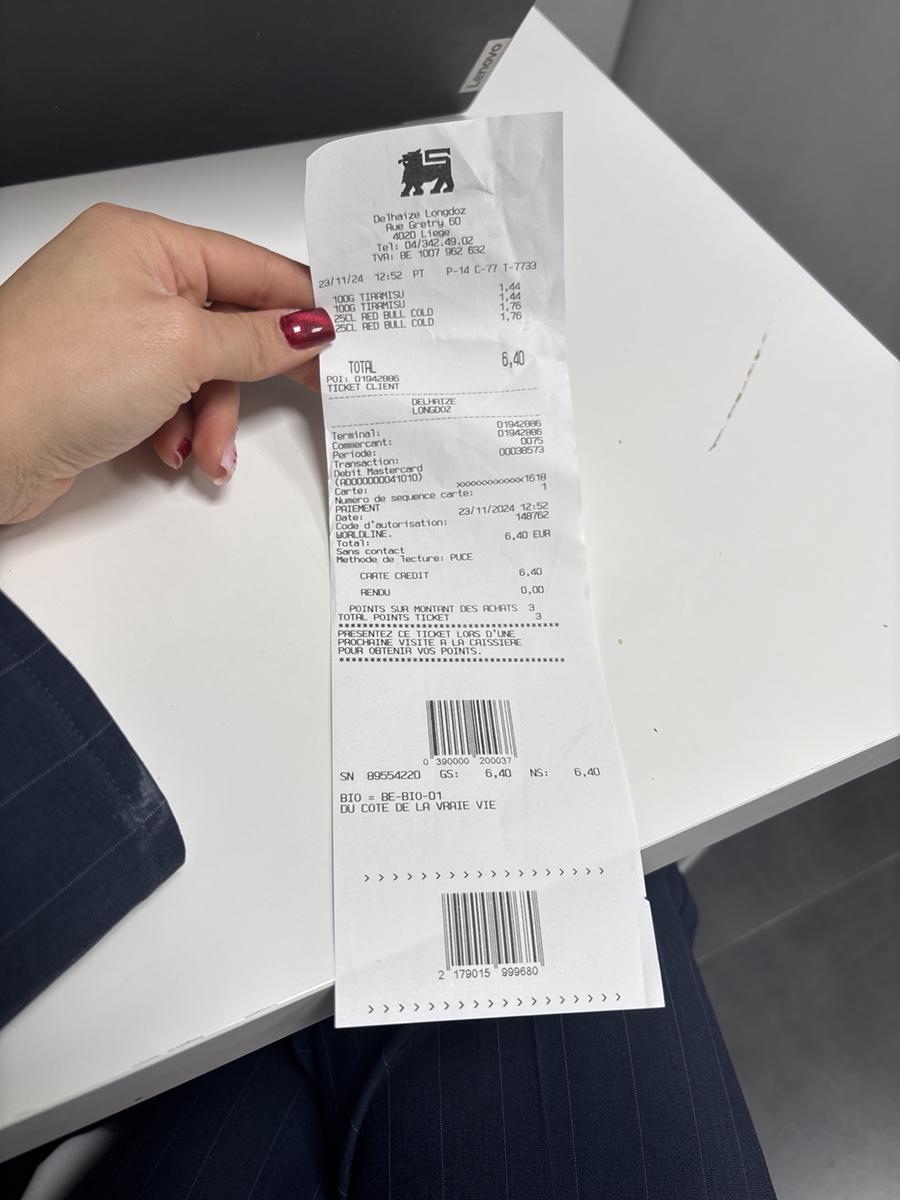 Lenovo
Delhaize Longdoz
Rue Gretry 60
4020 Liege
Tel: 04/342.49.02
TVA: BE 1007 962 632
23/11/24 12:52 PT P-14 C-77 T-7733
100G TIRAMISU 1,44
100G TIRAMISU 1,44
25CL RED BULL COLD 1,76
25CL RED BULL COLD 1,76
TOTAL 6,40
POI: 01942886
TICKET CLIENT
DELHAIZE
LONGDOZ
Terminal: 01942886
Commercant: 01942886
Periode: 0075
Transaction: 00038573
Debit Mastercard
(A0000000041010)
Carte: xxxxxxxxxxxx1618
Numero de sequence carte: 1
PAIEMENT
Date: 23/11/2024 12:52
Code d'autorisation: 148762
WORLDLINE.
Total: 6,40 EUR
Sans contact
Methode de lecture: PUCE
CARTE CREDIT 6,40
RENDU 0,00
POINTS SUR MONTANT DES ACHATS 3
TOTAL POINTS TICKET 3
PRESENTEZ CE TICKET LORS D'UNE
PROCHAINE VISITE A LA CAISSIERE
POUR OBTENIR VOS POINTS.
0 390000 200037
SN 89554220 GS: 6,40 NS: 6,40
BIO = BE-BIO-01
DU COTE DE LA VRAIE VIE
2 179015 999680